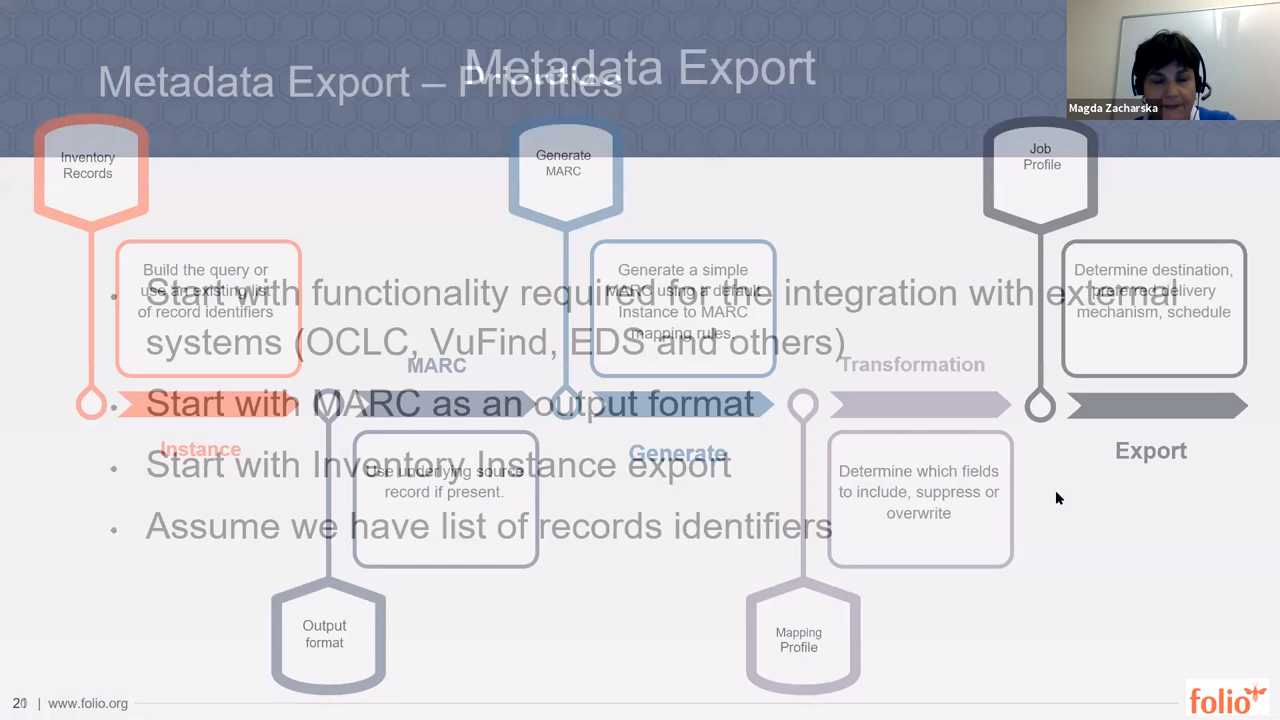 Metadata Export – Priorities
Metadata Export
Magda Zacharska
Inventory
Records
Generate
MARC
Job
Profile
Build the query or
use an existing list
of record identifiers
Generate a simple
MARC using a default
Instance to MARC
mapping rules.
Determine destination,
preferred delivery
mechanism, schedule
• Start with functionality required for the integration with external
systems (OCLC, VuFind, EDS and others)
• Start with MARC as an output format
• Start with Inventory Instance export
• Assume we have list of records identifiers
MARC
Transformation
Instance
Generate
Export
Use underlying source
record if present.
Determine which fields
to include, suppress or
overwrite
Output
format
Mapping
Profile
| www.folio.org
folio